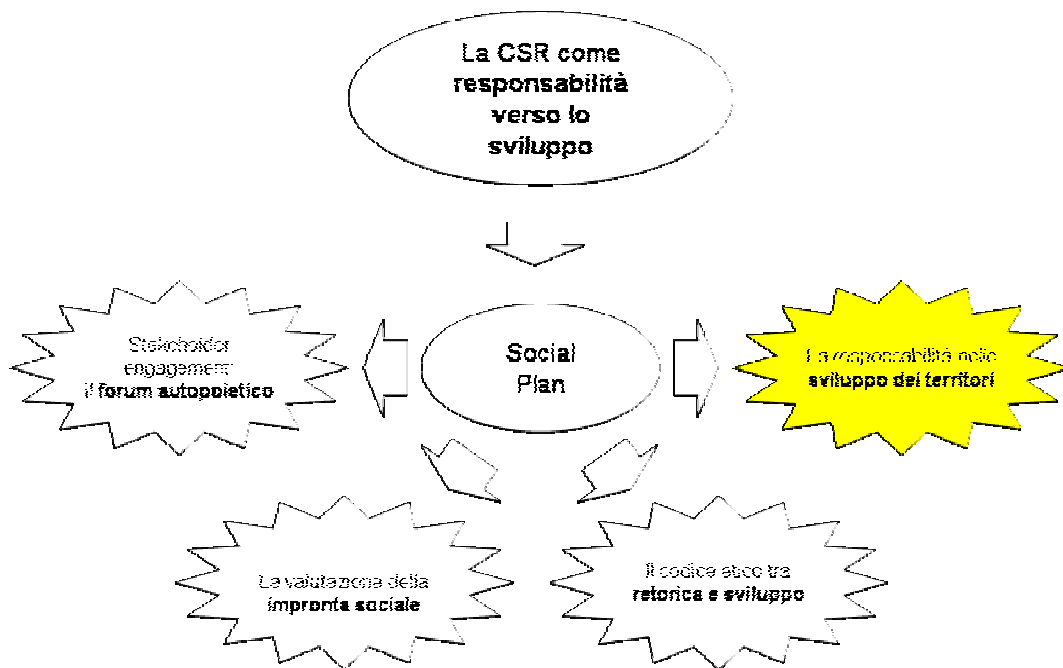 La CSR come
responsabilità
verso lo
sviluppo
Stakeholder
engagement:
il forum autopoietico
Social
Plan
La responsabilità nello
sviluppo dei territori
La valutazione della
impronta sociale
Il codice etico tra
retorica e sviluppo